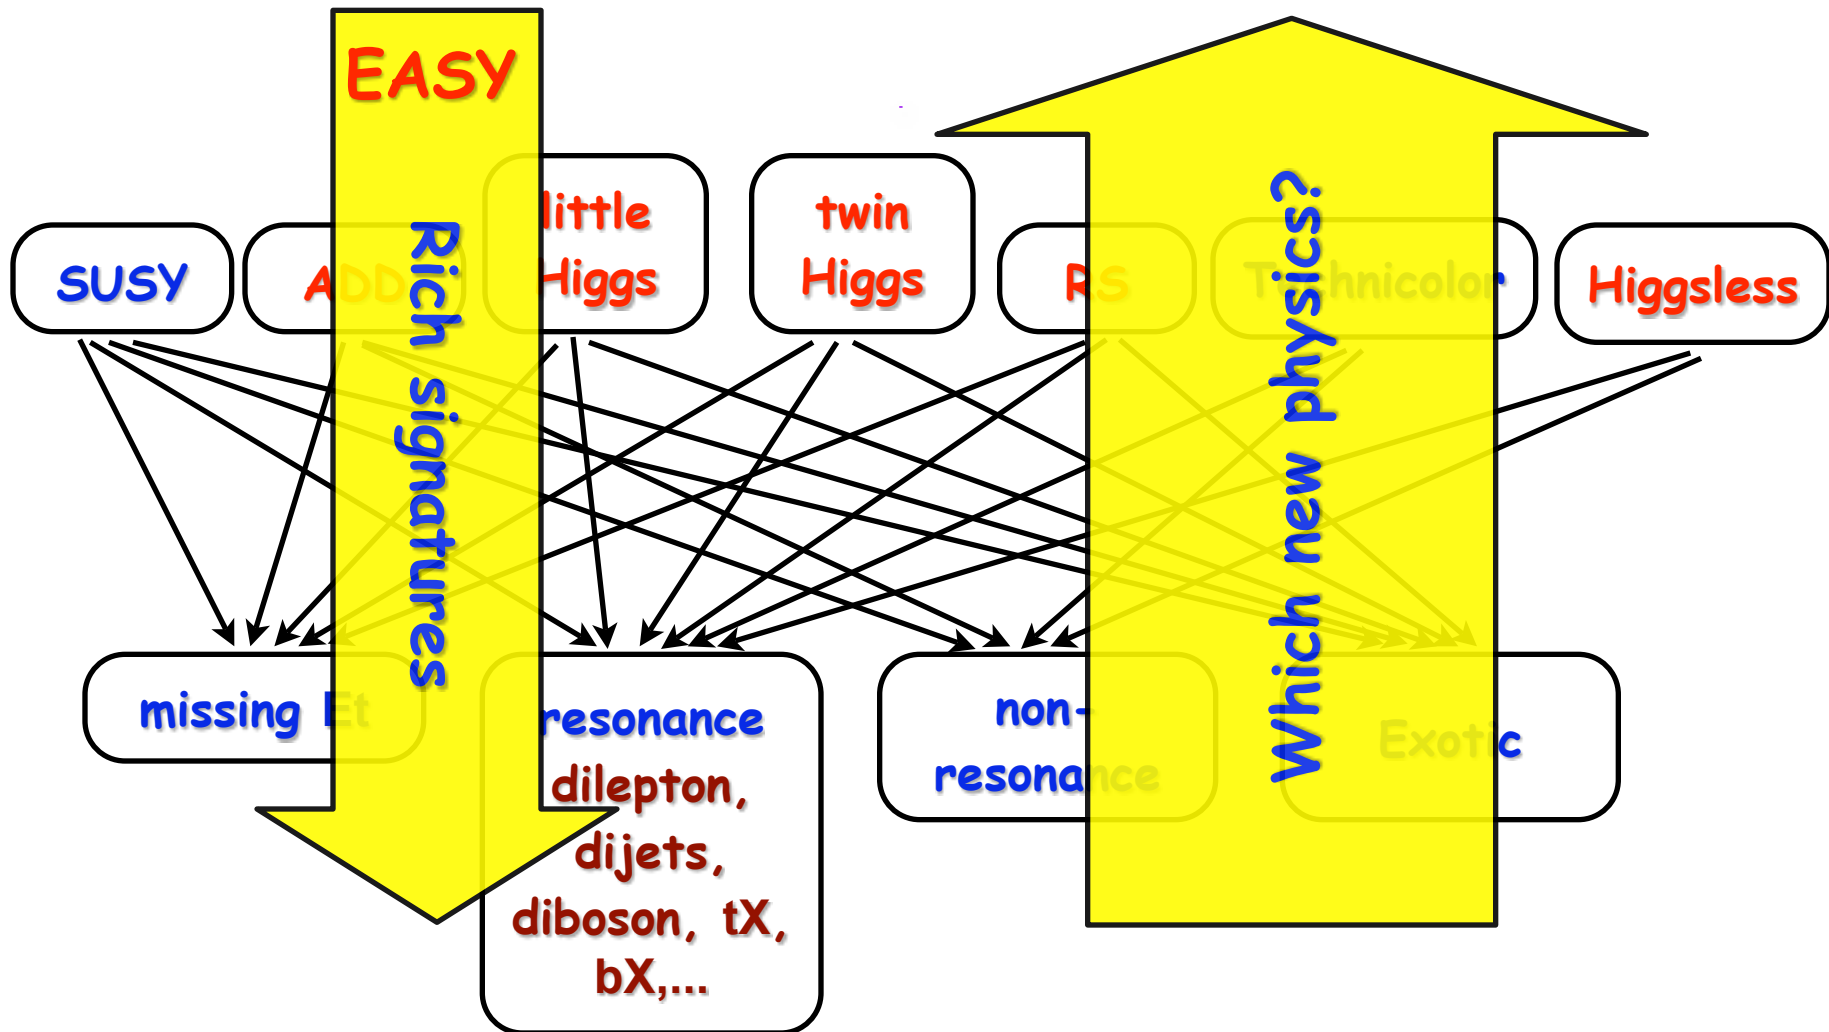 EASY
Rich signatures
Which new physics?
SUSY
ADD
little
Higgs
twin
Higgs
RS
Technicolor
Higgsless
missing Et
resonance
dilepton,
dijets,
diboson, tX,
bX,...
non-
resonance
Exotic